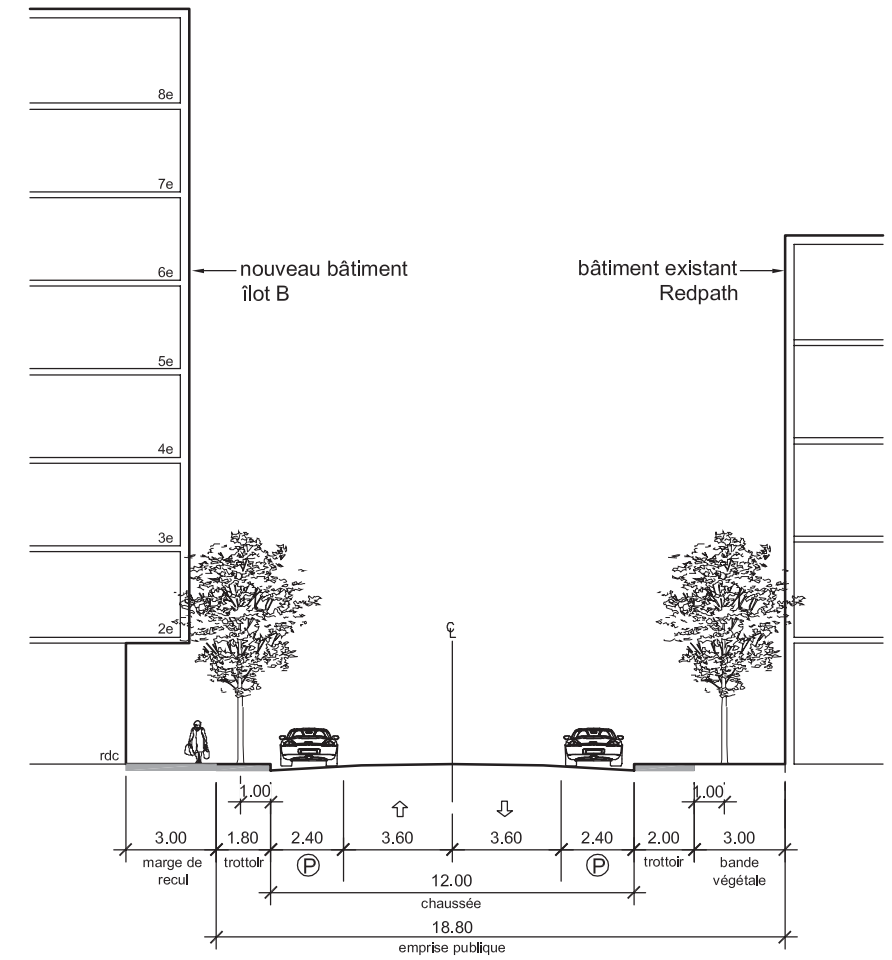 8e
7e
6e
nouveau bâtiment
îlot B
bâtiment existant
Redpath
5e
4e
3e
2e
℄
rdc
1.00
1.00
3.00
1.80
2.40
3.60
3.60
2.40
2.00
3.00
marge de
recul
trottoir
P
P
trottoir
bande
végétale
12.00
chaussée
18.80
emprise publique